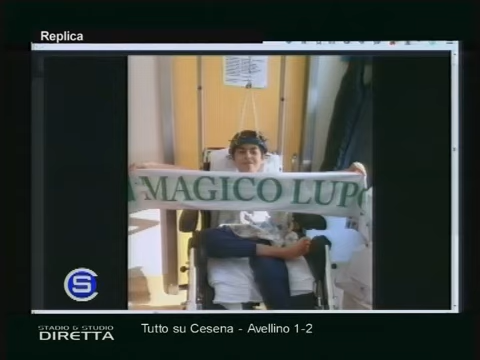 Replica
MAGICO LUPO
S
STADIO & STUDIO
DIRETTA
Tutto su Cesena - Avellino 1-2